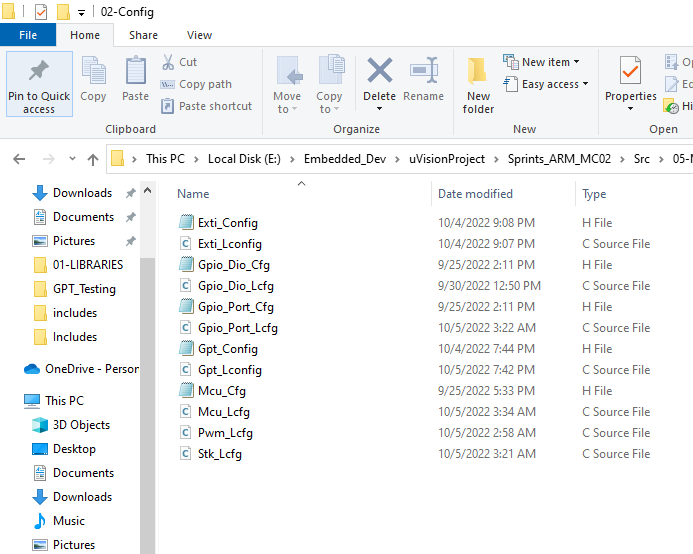 02-Config
File Home Share View
Pin to Quick access
Copy
Paste
Cut
Copy path
Paste shortcut
Clipboard
Move to
Copy to
Delete
Rename
Organize
New folder
New item
Easy access
New
Properties
Open
This PC > Local Disk (E:) > Embedded_Dev > uVisionProject > Sprints_ARM_MC02 > Src >
Downloads
Documents
Pictures
01-LIBRARIES
GPT_Testing
includes
Includes
OneDrive - Person
This PC
3D Objects
Desktop
Documents
Downloads
Music
Pictures
Name Date modified Type
Exti_Config 10/4/2022 9:08 PM H File
Exti_Lconfig 10/4/2022 9:07 PM C Source File
Gpio_Dio_Cfg 9/25/2022 2:11 PM H File
Gpio_Dio_Lcfg 9/30/2022 12:50 PM C Source File
Gpio_Port_Cfg 9/25/2022 2:11 PM H File
Gpio_Port_Lcfg 10/5/2022 3:22 AM C Source File
Gpt_Config 10/4/2022 7:44 PM H File
Gpt_Lconfig 10/5/2022 7:42 PM C Source File
Mcu_Cfg 9/25/2022 5:33 PM H File
Mcu_Lcfg 10/5/2022 3:34 AM C Source File
Pwm_Lcfg 10/5/2022 2:58 AM C Source File
Stk_Lcfg 10/5/2022 3:21 AM C Source File